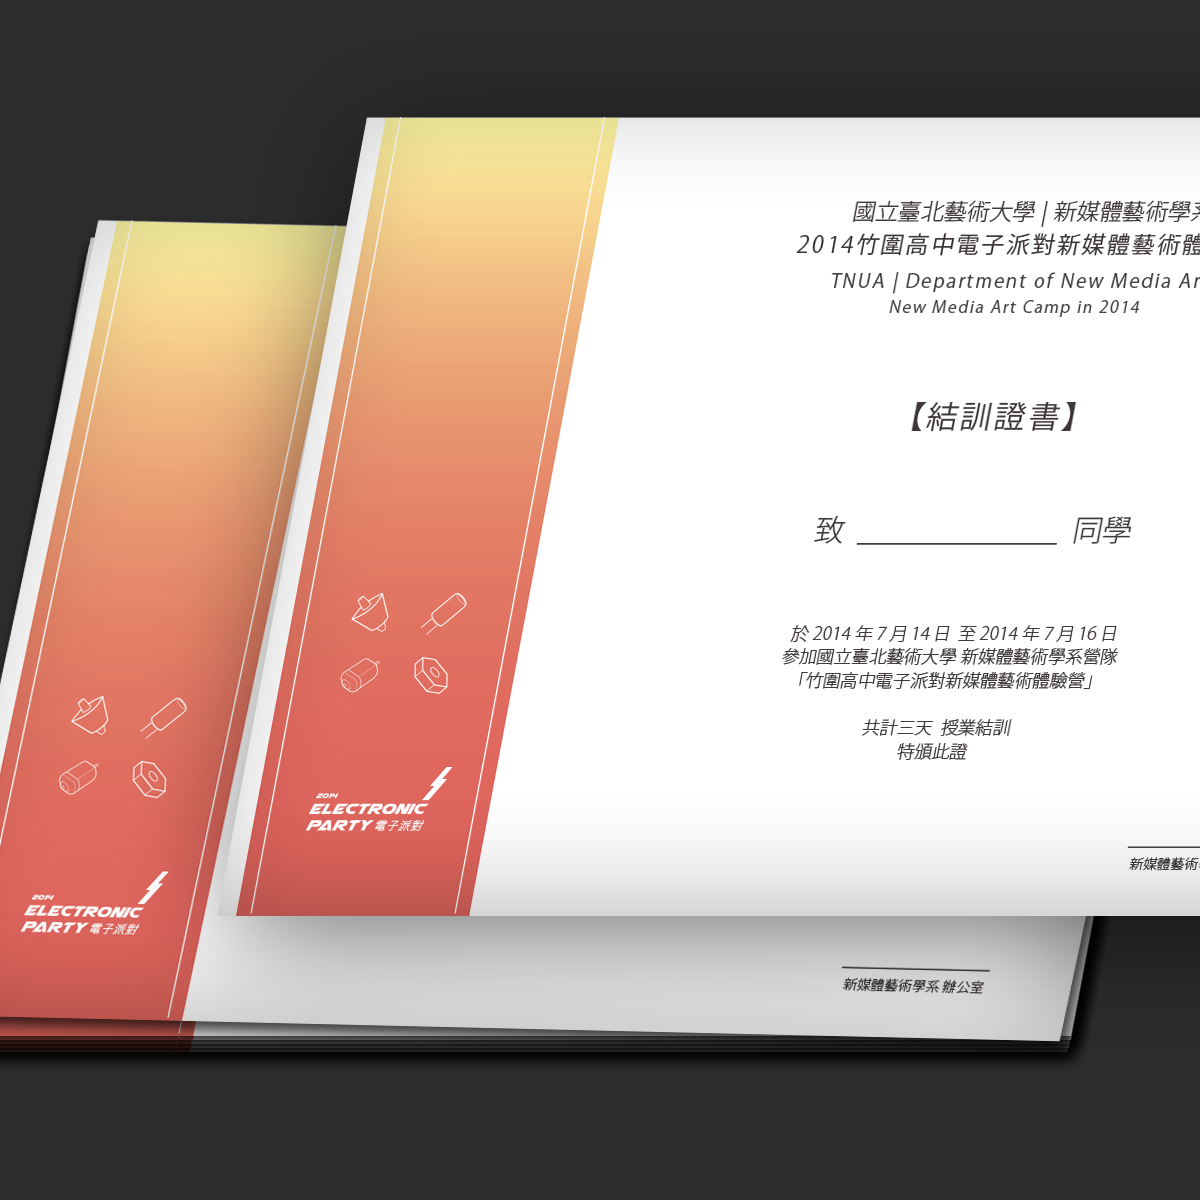 國立臺北藝術大學 | 新媒體藝術學系
2014竹圍高中電子派對新媒體藝術體
TNUA | Department of New Media Ar
New Media Art Camp in 2014
【結訓證書】
致 ____________ 同學
於 2014 年 7 月 14 日 至 2014 年 7 月 16 日
參加國立臺北藝術大學 新媒體藝術學系營隊
「竹圍高中電子派對新媒體藝術體驗營」
共計三天 授業結訓
特頒此證
新媒體藝術
2014
ELECTRONIC
PARTY 電子派對
2014
ELECTRONIC
PARTY 電子派對
新媒體藝術學系 辦公室